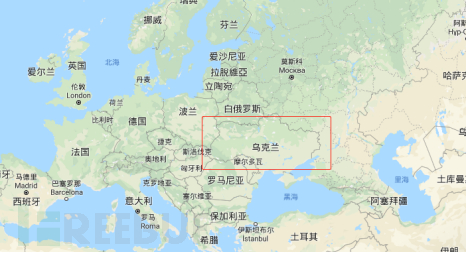 瑞典
挪威
芬兰
爱沙尼亚
莫斯科
Москва
拉脫維亞
立陶宛
北海
丹麦
爱尔兰
英国
伦敦
London
荷兰
白俄罗斯
波兰
比利时
德国
哈萨
捷克
乌克兰
斯洛伐克
法国
奥地利
摩尔多瓦
匈牙利
罗马尼亚
克罗地亚
塞尔维亚
黑海
里海
马德里
Madrid
巴塞罗那
Barcelona
西班牙
意大利
罗马
Roma
保加利亚
阿塞拜疆
土库曼
伊斯坦布尔
Istanbul
希腊
土耳其
REEBU